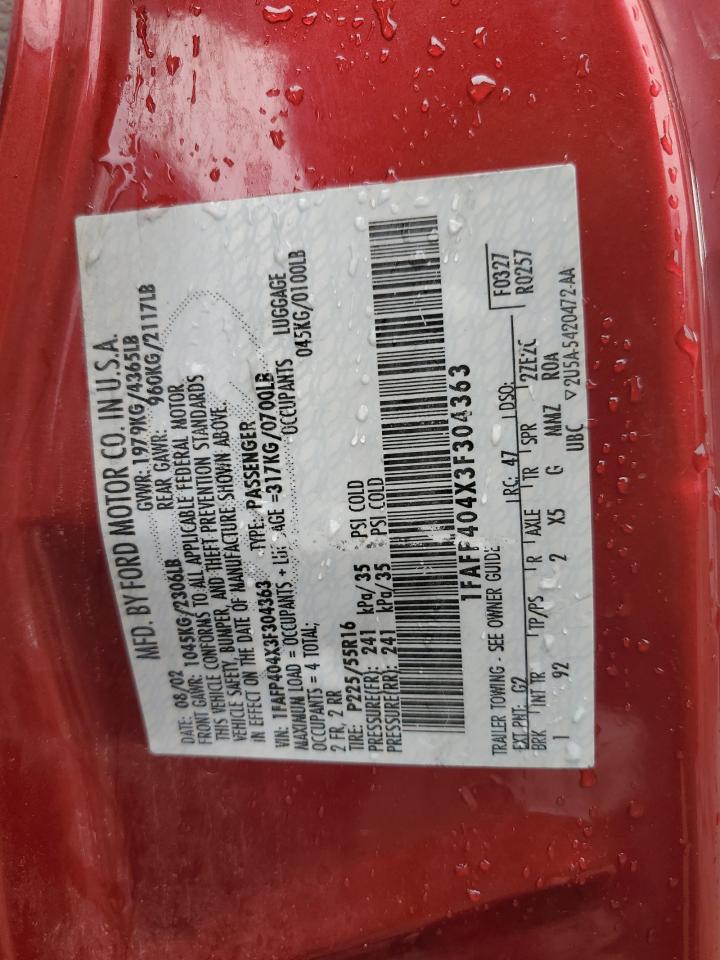 MFD. BY FORD MOTOR CO. IN U.S.A.
DATE: 08/02 GVWR: 1979KG/4365LB
FRONT GAWR: 1045KG/2306LB REAR GAWR: 960KG/2117LB
THIS VEHICLE CONFORMS TO ALL APPLICABLE FEDERAL MOTOR
VEHICLE SAFETY, BUMPER, AND THEFT PREVENTION STANDARDS
IN EFFECT ON THE DATE OF MANUFACTURE SHOWN ABOVE.
VIN: 1FAFP404X3F304363 TYPE: PASSENGER
MAXIMUM LOAD = OCCUPANTS + LUGGAGE =317KG/0700LB
OCCUPANTS = 4 TOTAL; OCCUPANTS LUGGAGE
2 FR, 2 RR 045KG/0100LB
TIRE: P225/55R16
PRESSURE(FR): 241 kPa/ 35 PSI COLD
PRESSURE(RR): 241 kPa/ 35 PSI COLD
1FAFP404X3F304363
TRAILER TOWING - SEE OWNER GUIDE F0327
EXT PNT: G2 RC: 47 DSO: R0257
BRK INT TR TP/PS R AXLE TR SPR 2ZE2C
1 92 2 X5 G MMZ ROA
UBC ▽2U5A-5420472-AA